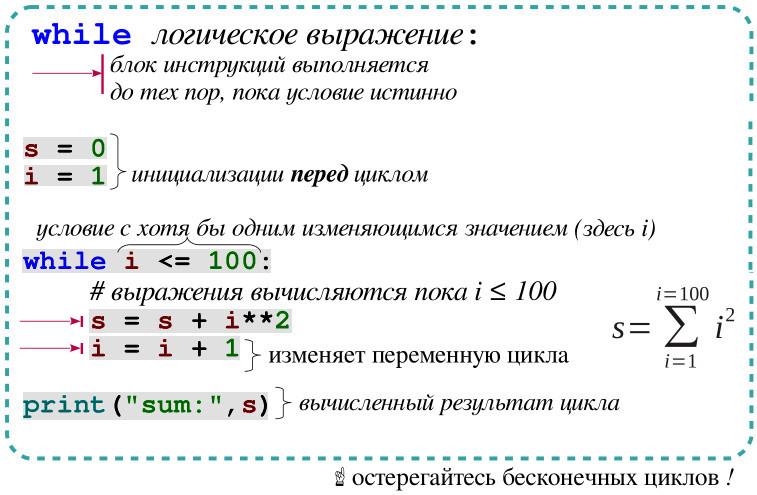 while логическое выражение:
блок инструкций выполняется
до тех пор, пока условие истинно
s = 0
i = 1
инициализации перед циклом
условие с хотя бы одним изменяющимся значением (здесь i)
while i <= 100:
# выражения вычисляются пока i ≤ 100
s = s + i**2
i = i + 1
изменяет переменную цикла
i=100
s=∑i²
i=1
print("sum:",s)
вычисленный результат цикла
☝ остерегайтесь бесконечных циклов !